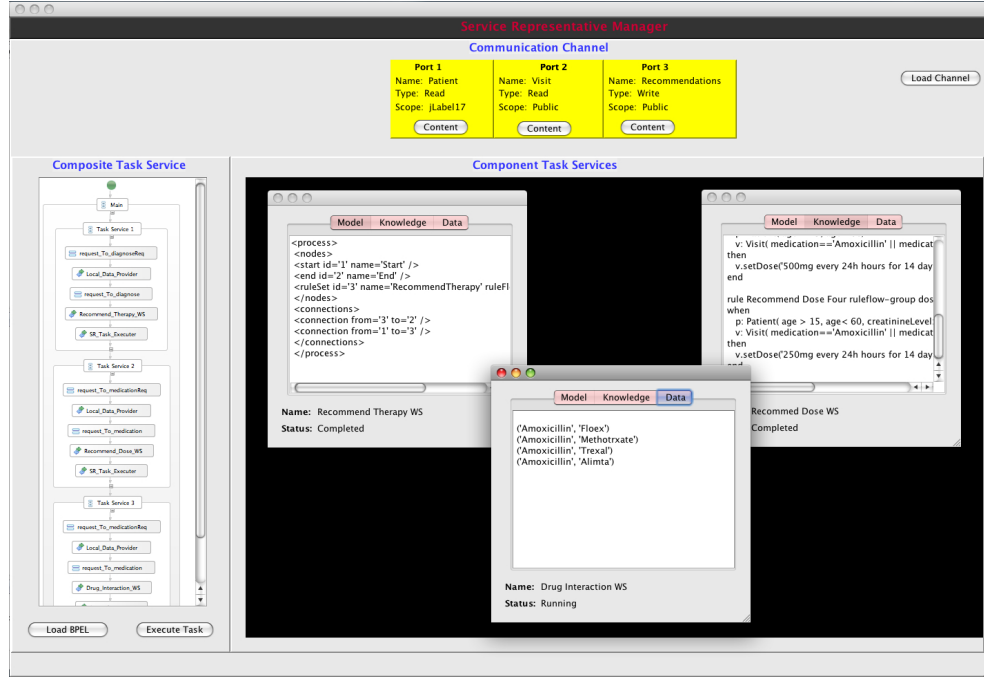 Service Representative Manager
Communication Channel
Port 1
Name: Patient
Type: Read
Scope: jLabel17
Content
Port 2
Name: Visit
Type: Read
Scope: Public
Content
Port 3
Name: Recommendations
Type: Write
Scope: Public
Content
Load Channel
Composite Task Service
Main
Task Service 1
request_To_diagnoseReq
Local_Data_Provider
request_To_diagnose
Recommend_Therapy_WS
SR_Task_Executer
Task Service 2
request_To_medicationReq
Local_Data_Provider
request_To_medication
Recommend_Dose_WS
SR_Task_Executer
Task Service 3
request_To_medicationReq
Local_Data_Provider
request_To_medication
Drug_Interaction_WS
Load BPEL
Execute Task
Component Task Services
Model Knowledge Data
<process>
<nodes>
<start id='1' name='Start' />
<end id='2' name='End' />
<ruleSet id='3' name='RecommendTherapy' ruleFl
</nodes>
<connections>
<connection from='3' to='2' />
<connection from='1' to='3' />
</connections>
</process>
Name: Recommend Therapy WS
Status: Completed
Model Knowledge Data
v: Visit( medication=='Amoxicillin' || medicat
then
v.setDose('500mg every 24h hours for 14 day
end
rule Recommend Dose Four ruleflow-group dos
when
p: Patient( age > 15, age< 60, creatinineLevel
v: Visit( medication=='Amoxicillin' || medicat
then
v.setDose('250mg every 24h hours for 14 day
Recommed Dose WS
Completed
Model Knowledge Data
('Amoxicillin', 'Floex')
('Amoxicillin', 'Methotrxate')
('Amoxicillin', 'Trexal')
('Amoxicillin', 'Alimta')
Name: Drug Interaction WS
Status: Running